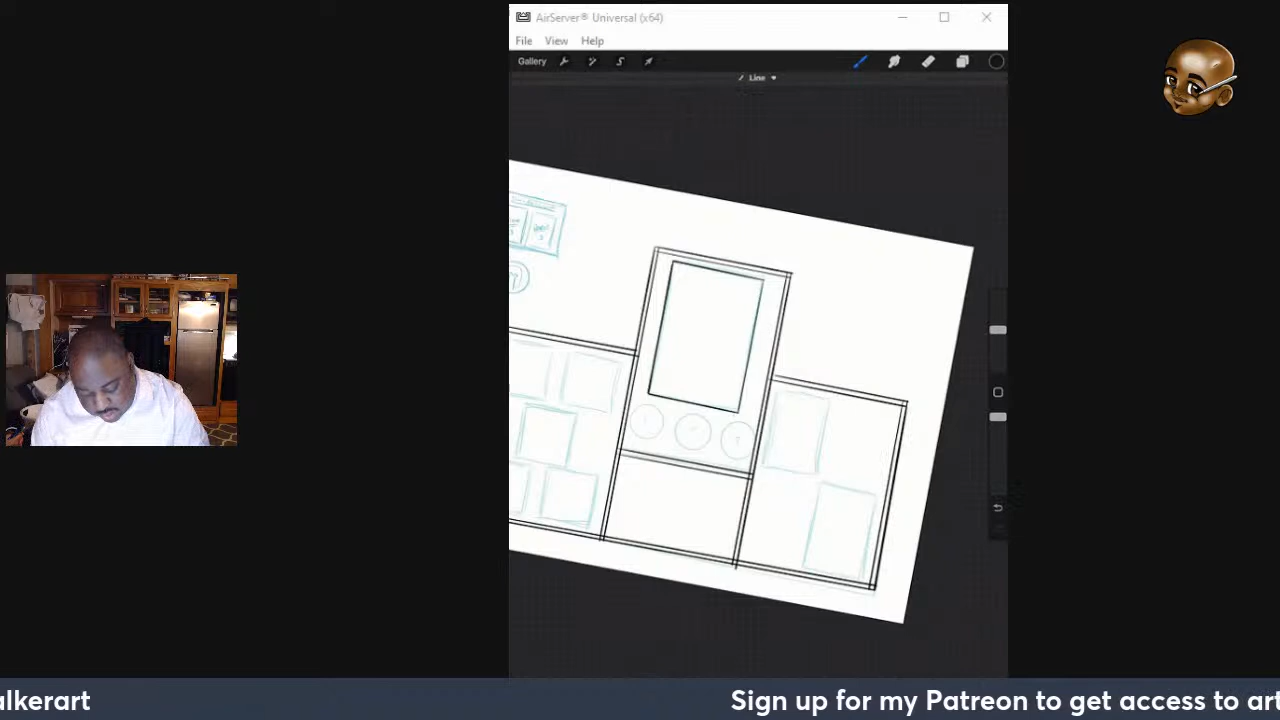 AirServer® Universal (x64)
File View Help
Gallery
Line
alkerart
Sign up for my Patreon to get access to art